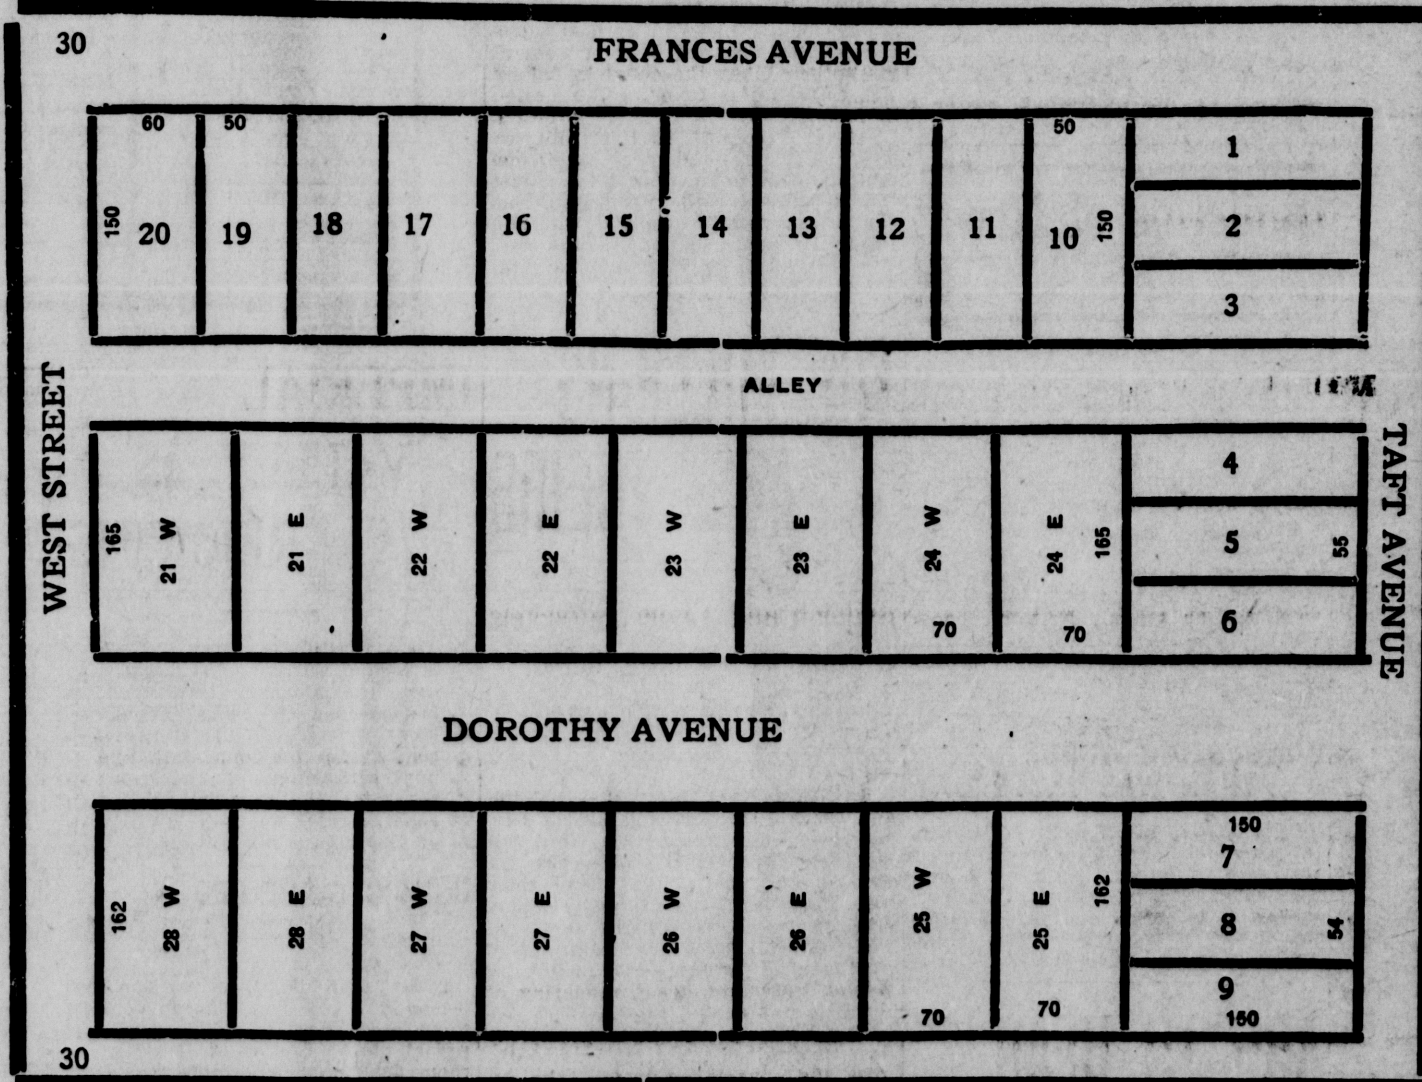 30
FRANCES AVENUE
60 50 50
150 20 19 18 17 16 15 14 13 12 11 10 150
1
2
3
ALLEY
WEST STREET
TAFT AVENUE
165 21 W 21 E 22 W 22 E 23 W 23 E 24 W 24 E 165
70 70
4
5 55
6
DOROTHY AVENUE
162 28 W 28 E 27 W 27 E 26 W 26 E 25 W 25 E 162
70 70
150
7
8 54
9
150
30